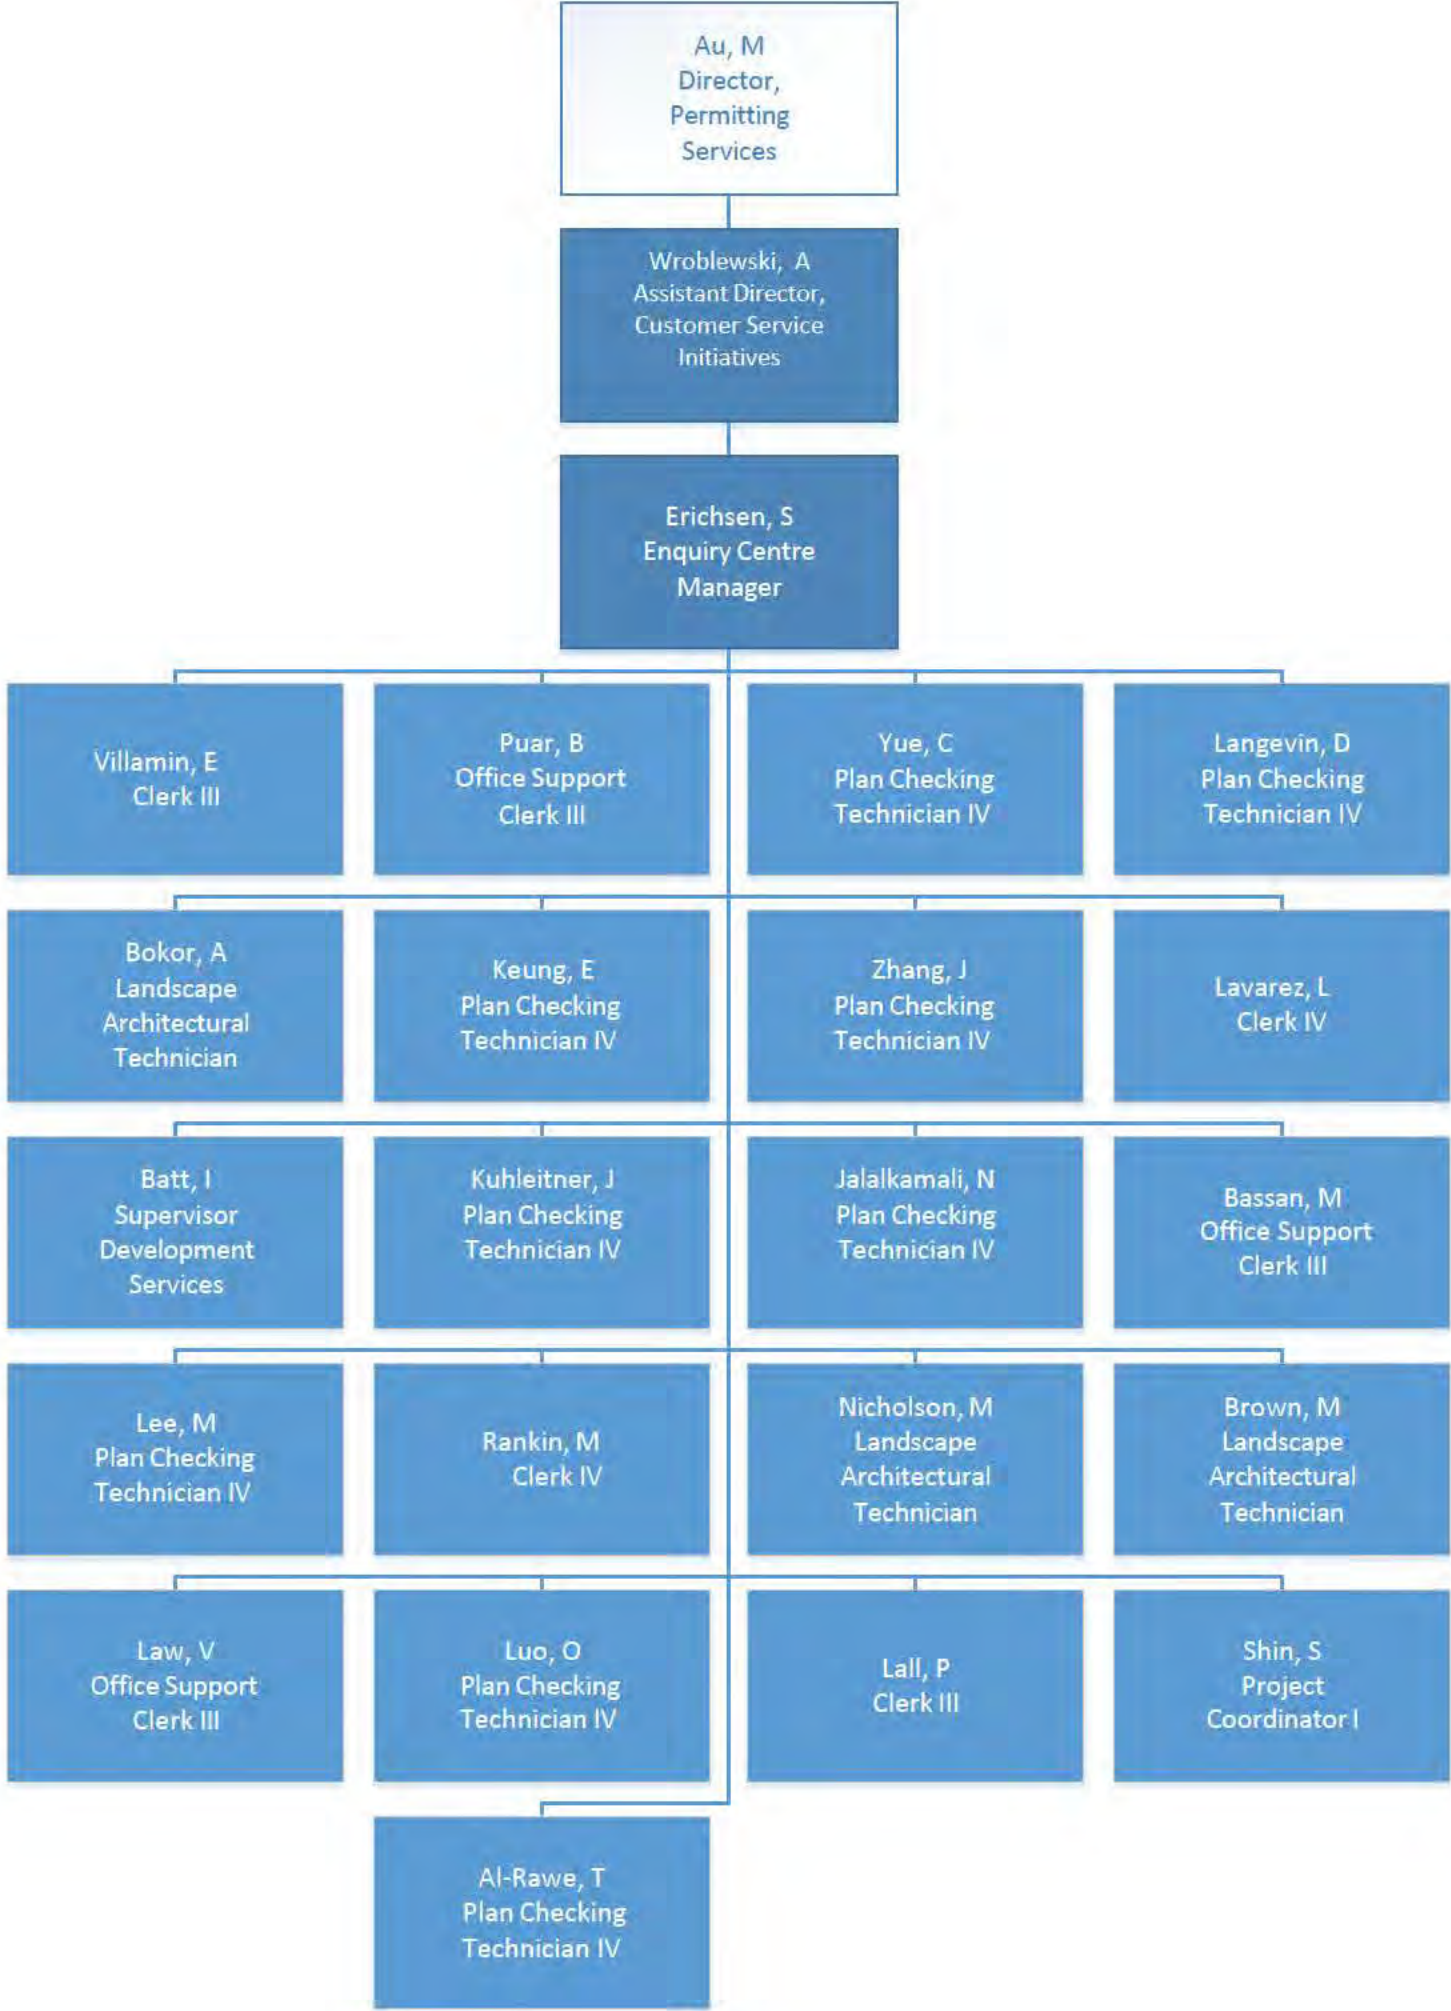 Au, M
Director,
Permitting
Services
Wroblewski, A
Assistant Director,
Customer Service
Initiatives
Erichsen, S
Enquiry Centre
Manager
Villamin, E
Clerk III
Puar, B
Office Support
Clerk III
Yue, C
Plan Checking
Technician IV
Langevin, D
Plan Checking
Technician IV
Bokor, A
Landscape
Architectural
Technician
Keung, E
Plan Checking
Technician IV
Zhang, J
Plan Checking
Technician IV
Lavarez, L
Clerk IV
Batt, I
Supervisor
Development
Services
Kuhleitner, J
Plan Checking
Technician IV
Jalalkamali, N
Plan Checking
Technician IV
Bassan, M
Office Support
Clerk III
Lee, M
Plan Checking
Technician IV
Rankin, M
Clerk IV
Nicholson, M
Landscape
Architectural
Technician
Brown, M
Landscape
Architectural
Technician
Law, V
Office Support
Clerk III
Luo, O
Plan Checking
Technician IV
Lall, P
Clerk III
Shin, S
Project
Coordinator I
Al-Rawe, T
Plan Checking
Technician IV